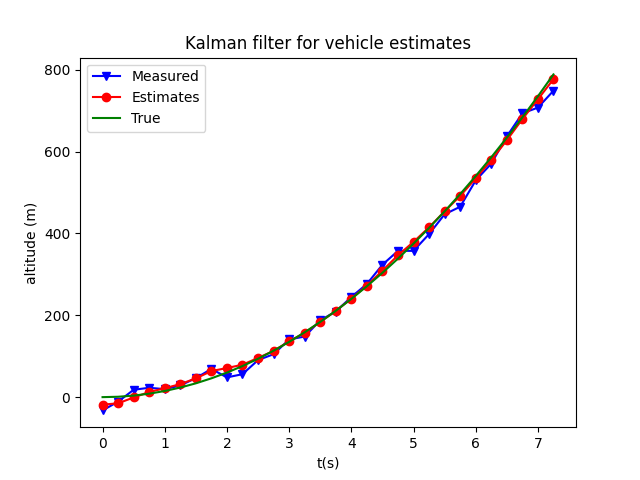 Kalman filter for vehicle estimates
Measured
Estimates
True
800
600
400
200
0
altitude (m)
0 1 2 3 4 5 6 7
t(s)